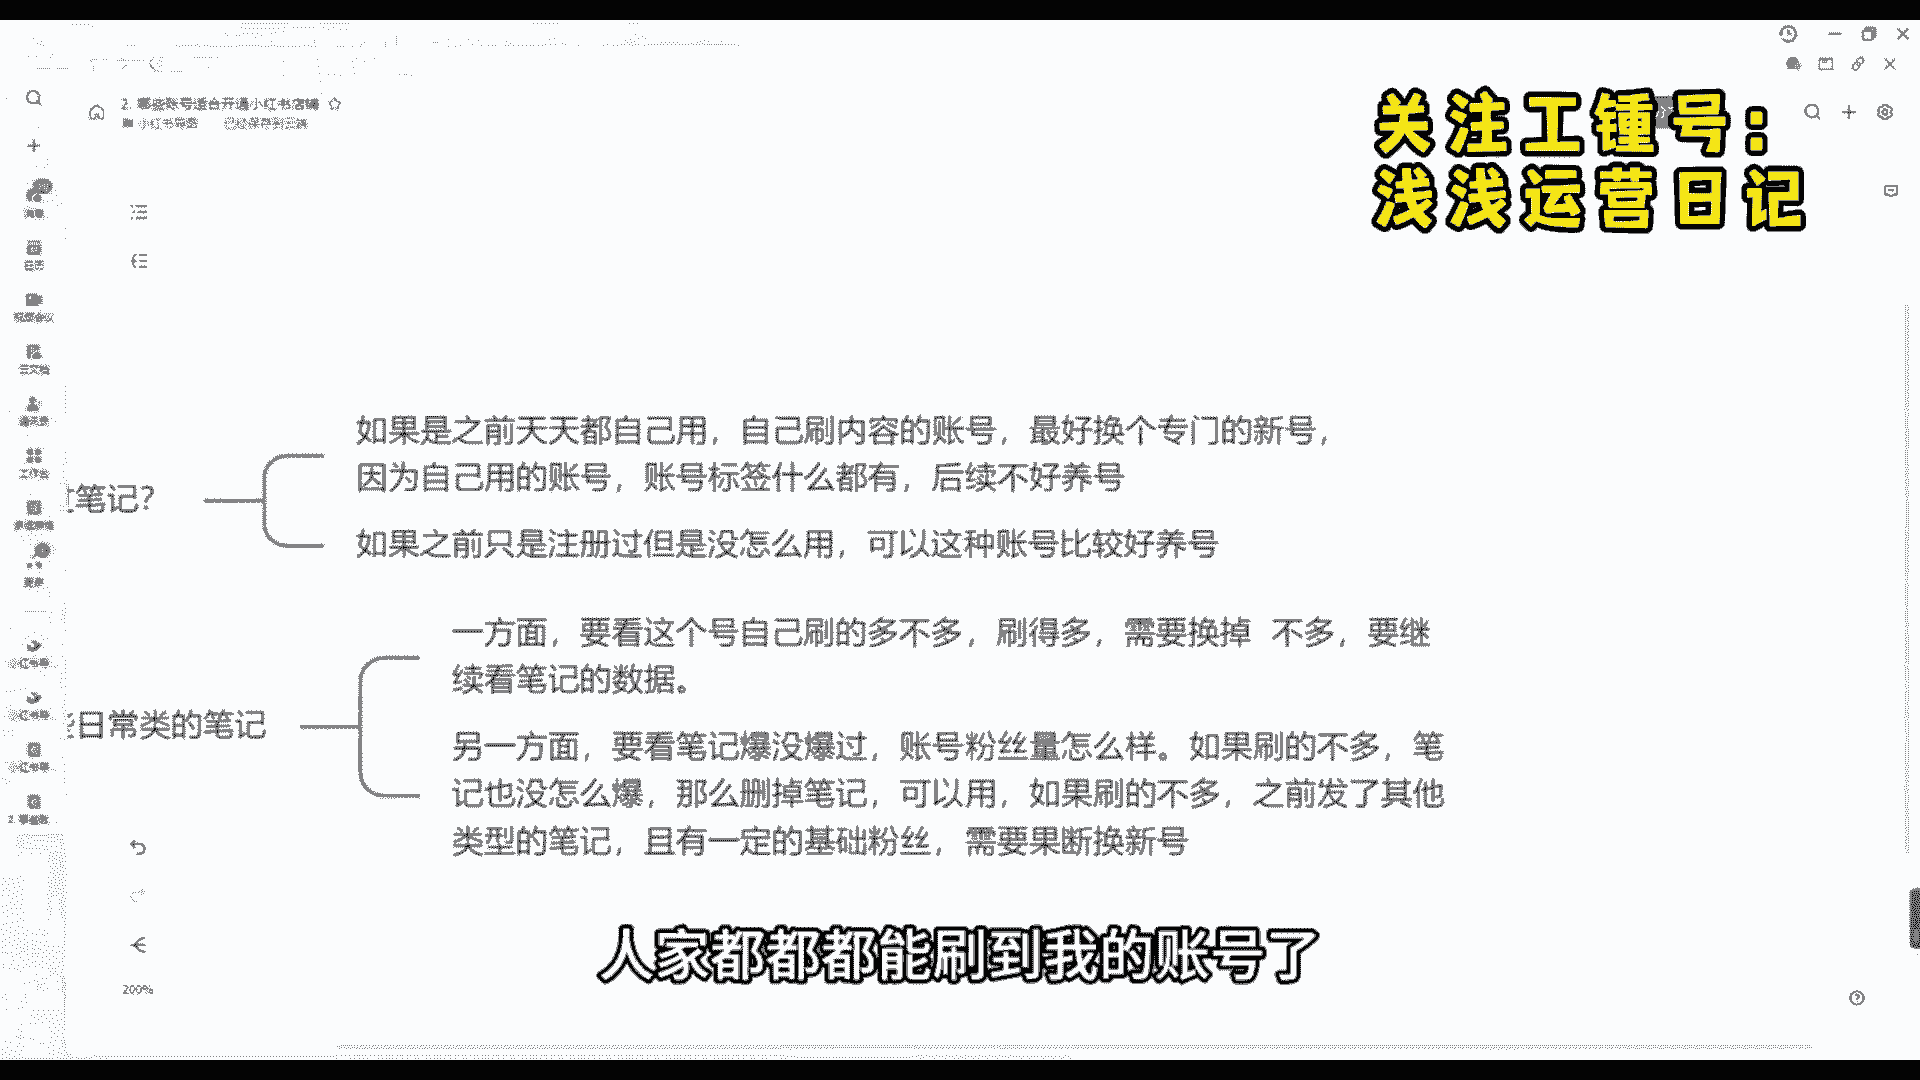 2. 哪些账号适合开通小红书店铺
小红书导图 已经保存到云端
关注工锺号：
浅浅运营日记
如果是之前天天都自己用，自己刷内容的账号，最好换个专门的新号，
因为自己用的账号，账号标签什么都有，后续不好养号
笔记？
如果之前只是注册过但是没怎么用，可以这种账号比较好养号
一方面，要看这个号自己刷的多不多，刷得多，需要换掉 不多，要继
续看笔记的数据。
日常类的笔记
另一方面，要看笔记爆没爆过，账号粉丝量怎么样。如果刷的不多，笔
记也没怎么爆，那么删掉笔记，可以用，如果刷的不多，之前发了其他
类型的笔记，且有一定的基础粉丝，需要果断换新号
人家都都都能刷到我的账号了
200%